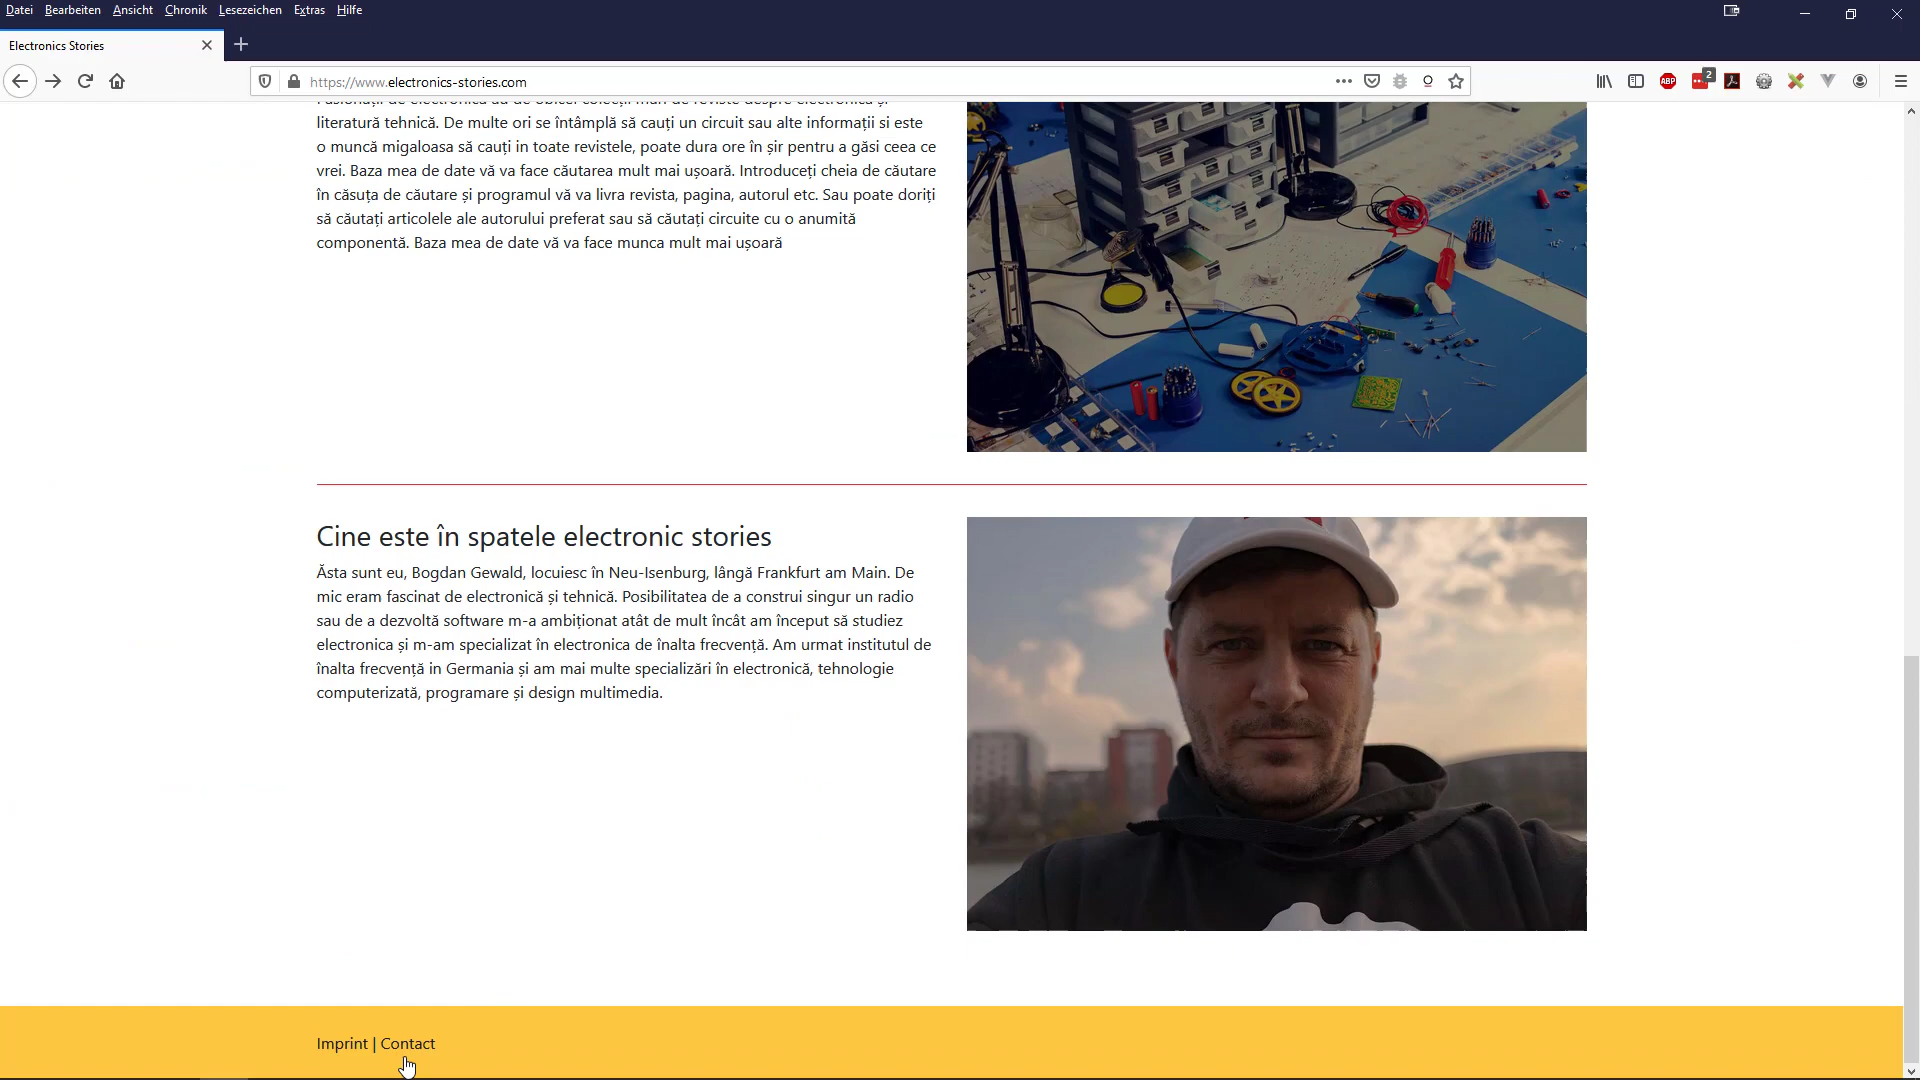 Datei Bearbeiten Ansicht Chronik Lesezeichen Extras Hilfe
Electronics Stories
https://www.electronics-stories.com
ABP
2
literatură tehnică. De multe ori se întâmplă să cauți un circuit sau alte informații si este
o muncă migaloasa să cauți in toate revistele, poate dura ore în șir pentru a găsi ceea ce
vrei. Baza mea de date vă va face căutarea mult mai ușoară. Introduceți cheia de căutare
în căsuța de căutare și programul vă va livra revista, pagina, autorul etc. Sau poate doriți
să căutați articolele ale autorului preferat sau să căutați circuite cu o anumită
componentă. Baza mea de date vă va face munca mult mai ușoară
Cine este în spatele electronic stories
Ăsta sunt eu, Bogdan Gewald, locuiesc în Neu-Isenburg, lângă Frankfurt am Main. De
mic eram fascinat de electronică și tehnică. Posibilitatea de a construi singur un radio
sau de a dezvoltă software m-a ambiționat atât de mult încât am început să studiez
electronica și m-am specializat în electronica de înalta frecvență. Am urmat institutul de
înalta frecvență in Germania și am mai multe specializări în electronică, tehnologie
computerizată, programare și design multimedia.
Imprint | Contact